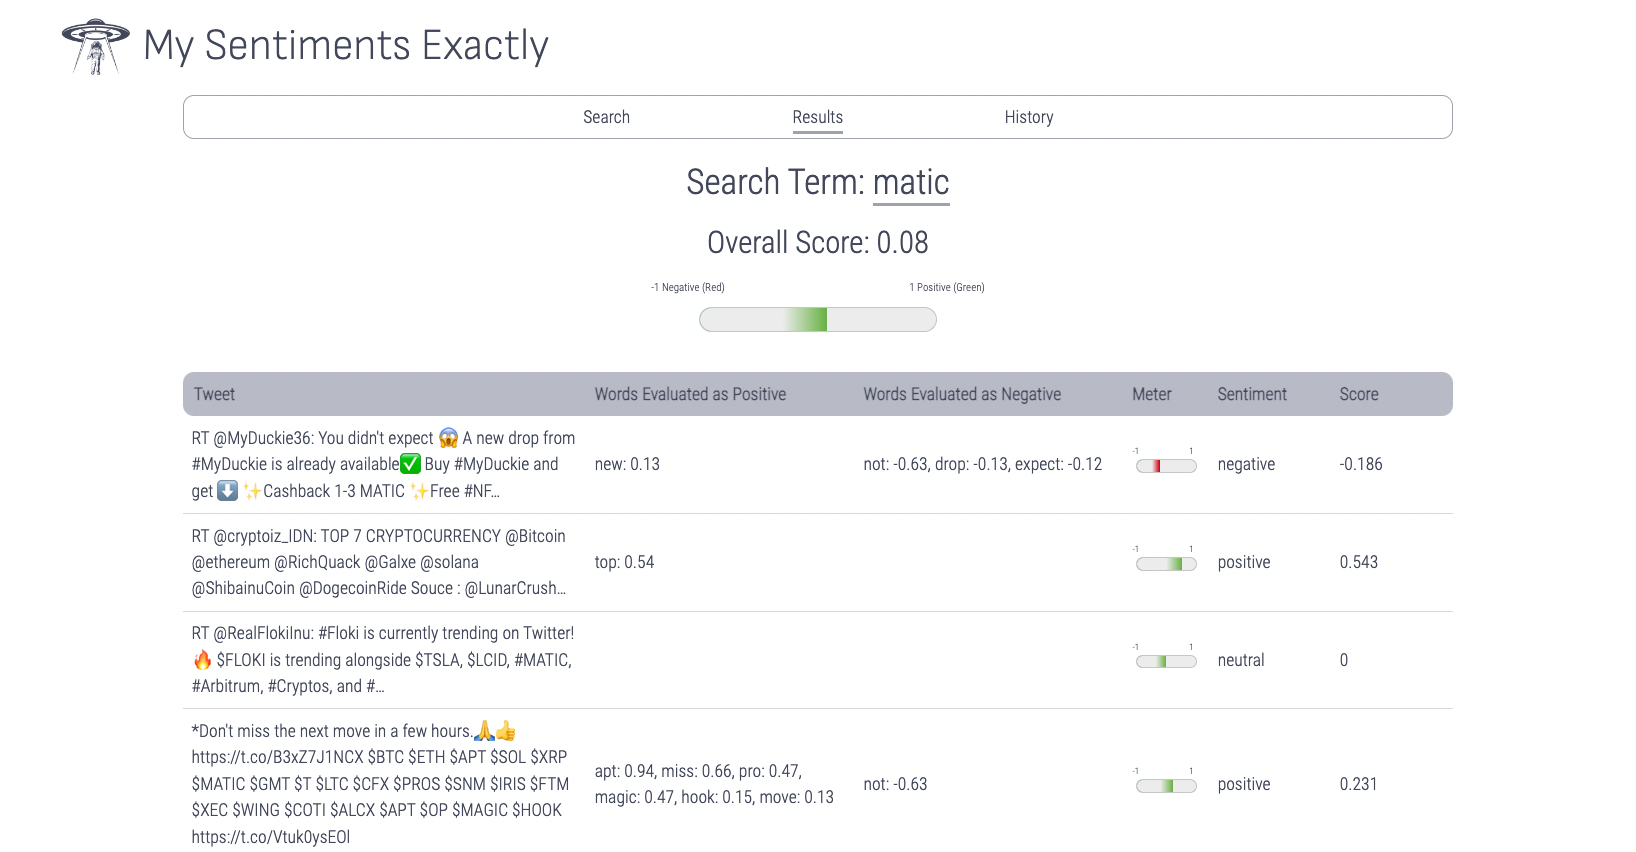 My Sentiments Exactly
Search Results History
Search Term: matic
Overall Score: 0.08
-1 Negative (Red) 1 Positive (Green)
Tweet Words Evaluated as Positive Words Evaluated as Negative Meter Sentiment Score
RT @MyDuckie36: You didn't expect 😱 A new drop from
#MyDuckie is already available✅ Buy #MyDuckie and
get ⬇️ ✨Cashback 1-3 MATIC ✨Free #NF…
new: 0.13
not: -0.63, drop: -0.13, expect: -0.12
-1 1
negative
-0.186
RT @cryptoiz_IDN: TOP 7 CRYPTOCURRENCY @Bitcoin
@ethereum @RichQuack @Galxe @solana
@ShibainuCoin @DogecoinRide Souce : @LunarCrush…
top: 0.54
-1 1
positive
0.543
RT @RealFlokiInu: #Floki is currently trending on Twitter!
🔥 $FLOKI is trending alongside $TSLA, $LCID, #MATIC,
#Arbitrum, #Cryptos, and #…
-1 1
neutral
0
*Don't miss the next move in a few hours.🙏👍
https://t.co/B3xZ7J1NCX $BTC $ETH $APT $SOL $XRP
$MATIC $GMT $T $LTC $CFX $PROS $SNM $IRIS $FTM
$XEC $WING $COTI $ALCX $APT $OP $MAGIC $HOOK
https://t.co/Vtuk0ysEOl
apt: 0.94, miss: 0.66, pro: 0.47,
magic: 0.47, hook: 0.15, move: 0.13
not: -0.63
-1 1
positive
0.231